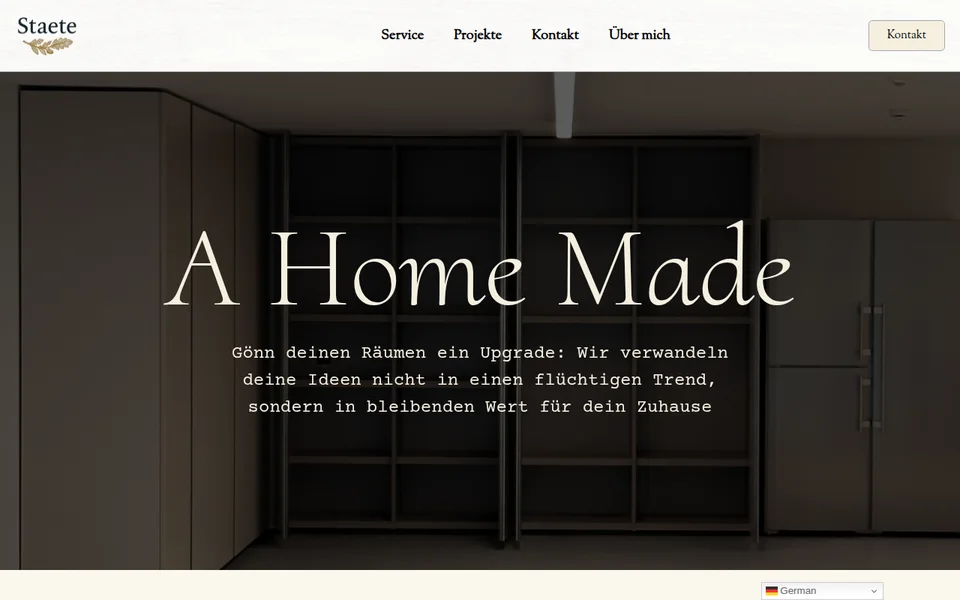 Staete
Service
Projekte
Kontakt
Über mich
Kontakt
A Home Made
Gönn deinen Räumen ein Upgrade: Wir verwandeln
deine Ideen nicht in einen flüchtigen Trend,
sondern in bleibenden Wert für dein Zuhause
German